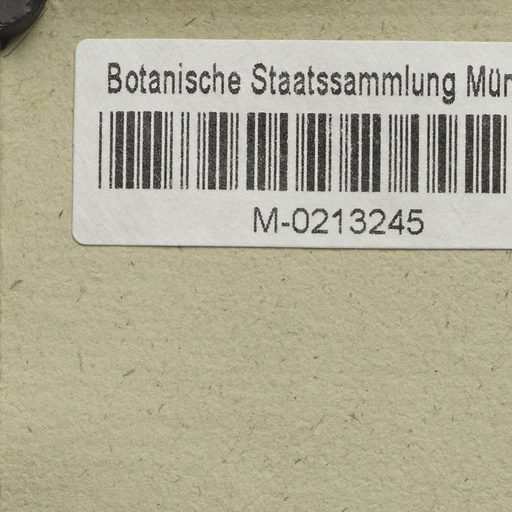 Botanische Staatssammlung Mün
M-0213245